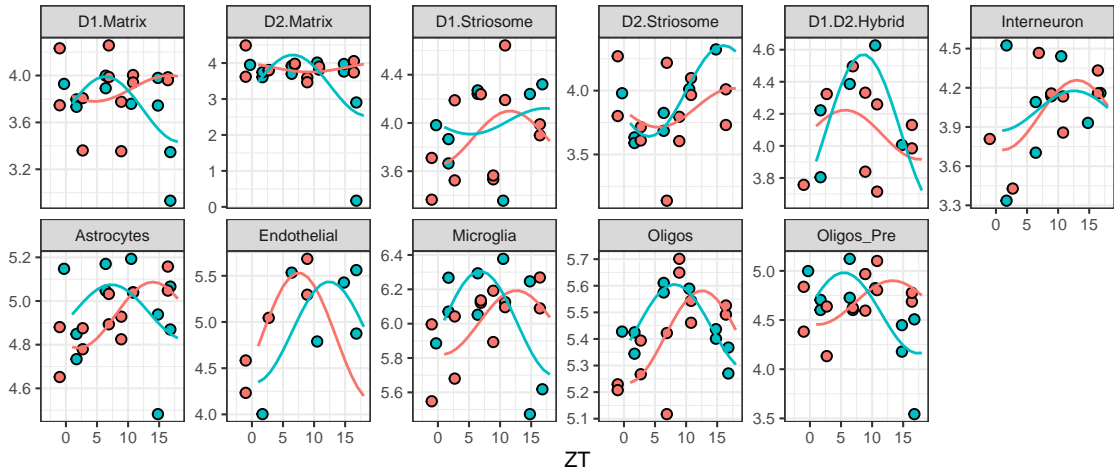 D1.Matrix D2.Matrix D1.Striosome D2.Striosome D1.D2.Hybrid Interneuron
4.0 3.6 3.2
4 3 2 1 0
4.4 4.0 3.6
4.0 3.5
4.6 4.4 4.2 4.0 3.8
4.5 4.2 3.9 3.6 3.3
0 5 10 15
Astrocytes Endothelial Microglia Oligos Oligos_Pre
5.2 5.0 4.8 4.6
5.5 5.0 4.5 4.0
6.4 6.2 6.0 5.8 5.6
5.7 5.6 5.5 5.4 5.3 5.2 5.1
5.0 4.5 4.0 3.5
0 5 10 15 0 5 10 15 0 5 10 15 0 5 10 15 0 5 10 15
ZT